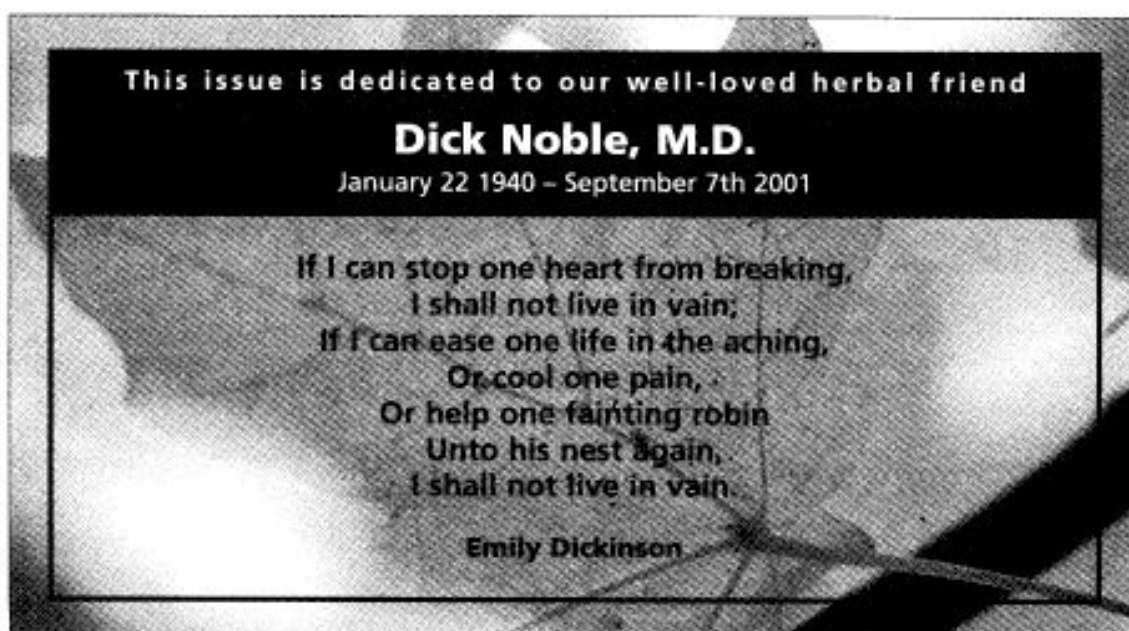 This issue is dedicated to our well-loved herbal friend
Dick Noble, M.D.
January 22 1940 – September 7th 2001
If I can stop one heart from breaking,
I shall not live in vain;
If I can ease one life in the aching,
Or cool one pain,
Or help one fainting robin
Unto his nest again,
I shall not live in vain.
Emily Dickinson